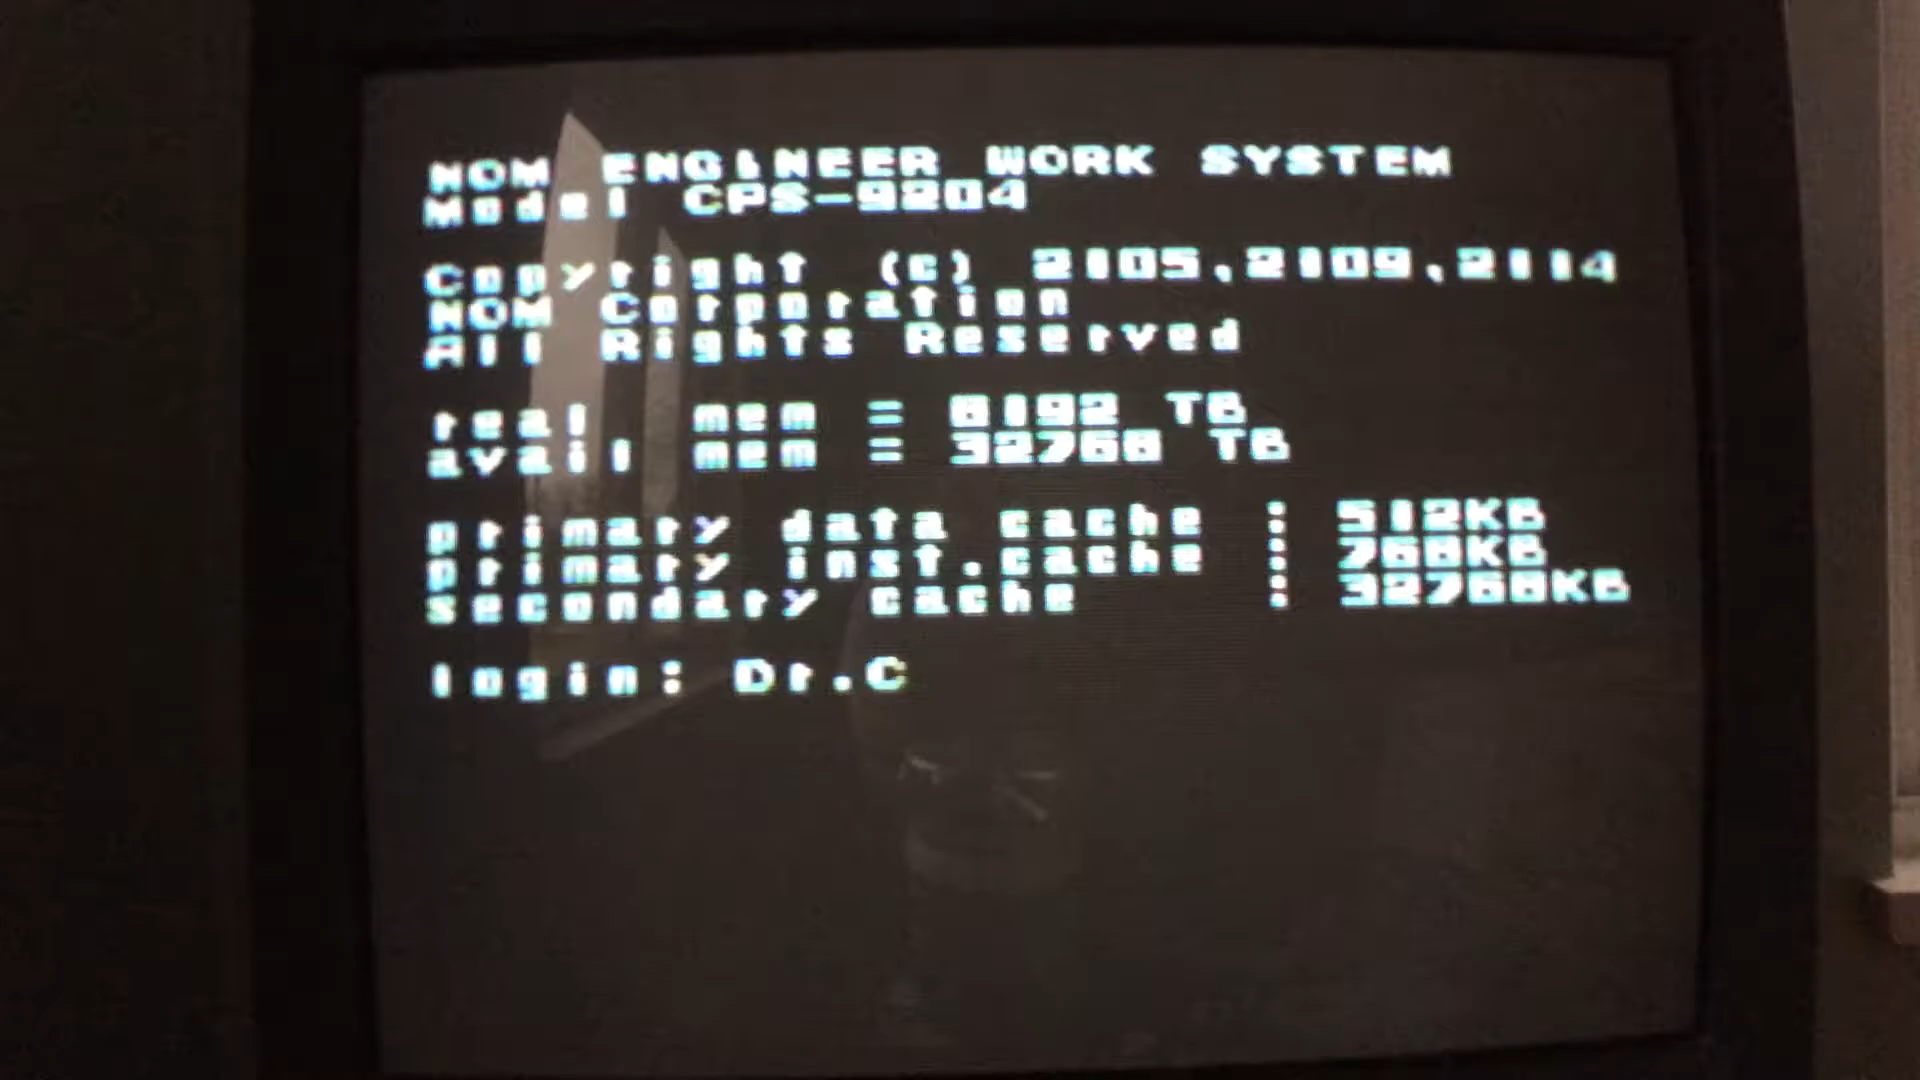 NOM ENGINEER WORK SYSTEM
Model CPS-9204
Copyright (c) 2105,2109,2114
NOM Corporation
All Rights Reserved
real mem = 8192 TB
avail mem = 32768 TB
primary data cache : 512KB
primary inst.cache : 768KB
secondary cache : 32768KB
login: Dr.C